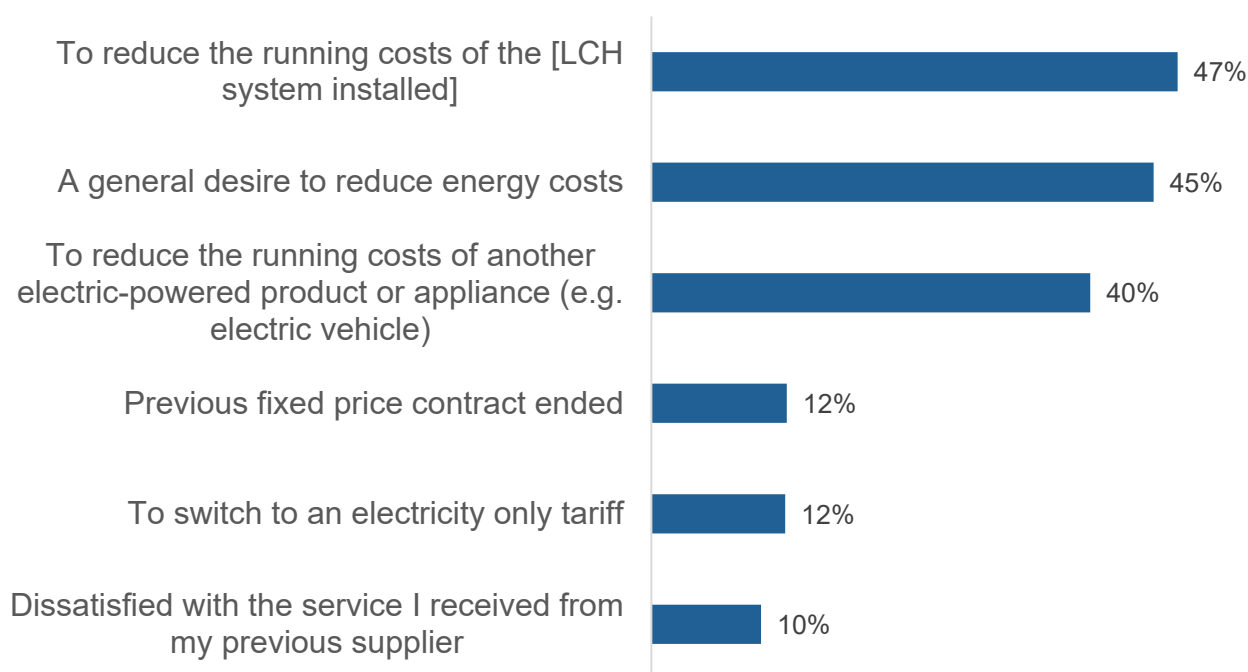 To reduce the running costs of the [LCH
system installed]
47%
A general desire to reduce energy costs
45%
To reduce the running costs of another
electric-powered product or appliance (e.g.
electric vehicle)
40%
Previous fixed price contract ended
12%
To switch to an electricity only tariff
12%
Dissatisfied with the service I received from
my previous supplier
10%